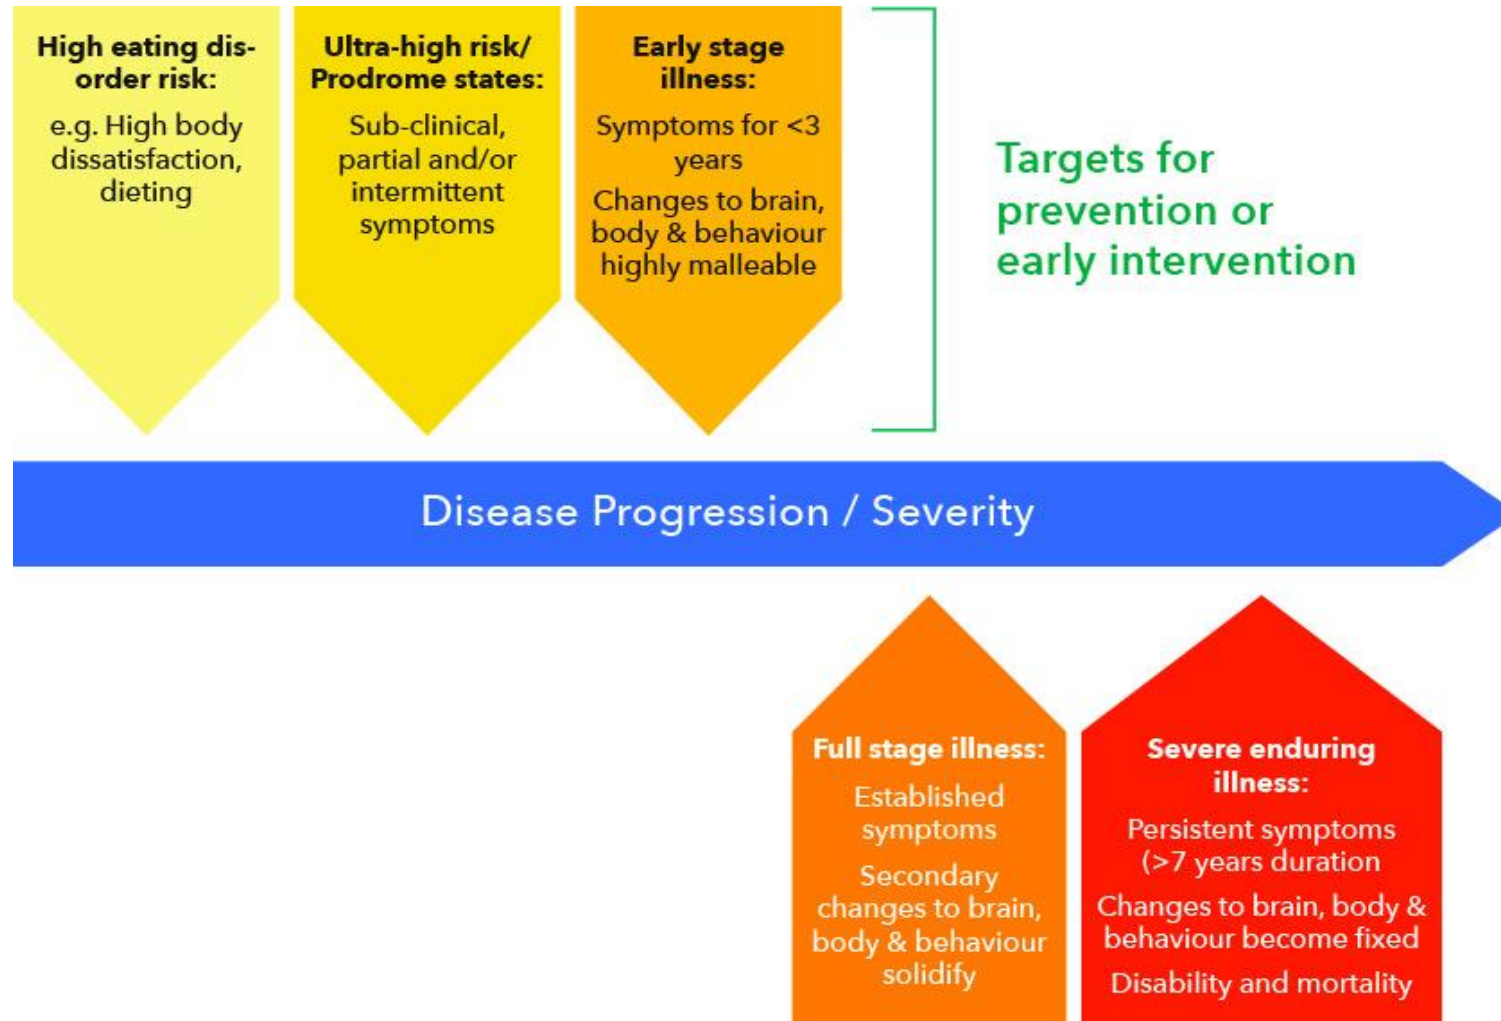 High eating dis-
order risk:
e.g. High body
dissatisfaction,
dieting
Ultra-high risk/
Prodrome states:
Sub-clinical,
partial and/or
intermittent
symptoms
Early stage
illness:
Symptoms for <3
years
Changes to brain,
body & behaviour
highly malleable
Targets for
prevention or
early intervention
Disease Progression / Severity
Full stage illness:
Established
symptoms
Secondary
changes to brain,
body & behaviour
solidify
Severe enduring
illness:
Persistent symptoms
(>7 years duration
Changes to brain, body &
behaviour become fixed
Disability and mortality